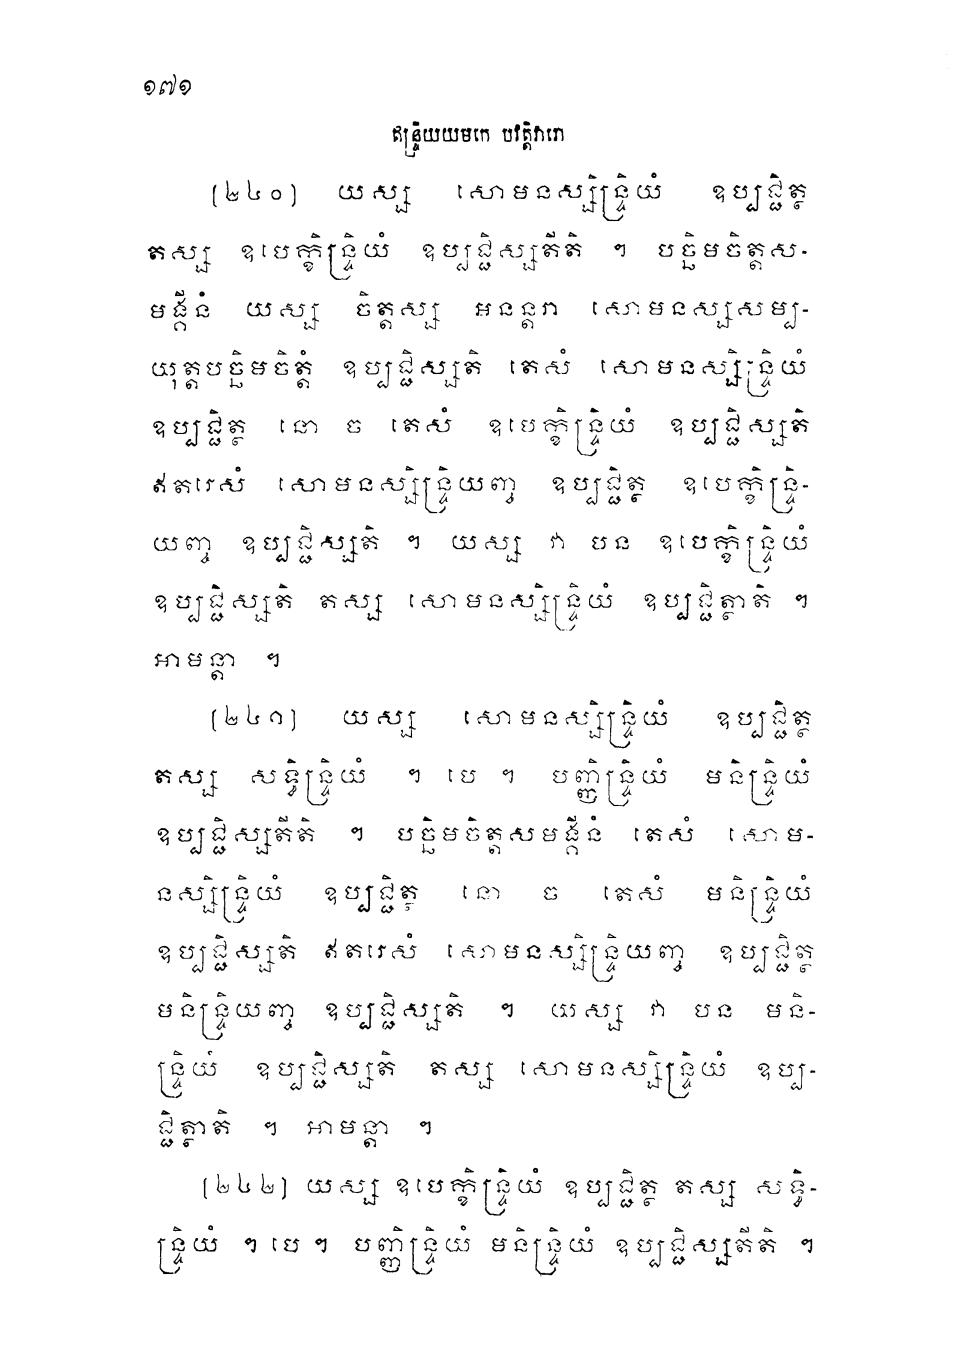 ១៧១
ឥន្ទ្រិយយមកេ បវត្តិវារោ
(២៤០) យស្ស សោមនស្សិន្ទ្រិយំ ឧប្បជ្ជិត្ថ
តស្ស ឧបេក្ខិន្ទ្រិយំ ឧប្បជ្ជិស្សតីតិ ។ បច្ឆិមចិត្តស-
មង្គីនំ យស្ស ចិត្តស្ស អនន្តរា សោមនស្សសម្ប-
យុត្តបច្ឆិមចិត្តំ ឧប្បជ្ជិស្សតិ តេសំ សោមនស្សិន្ទ្រិយំ
ឧប្បជ្ជិត្ថ នោ ច តេសំ ឧបេក្ខិន្ទ្រិយំ ឧប្បជ្ជិស្សតិ
ឥតរេសំ សោមនស្សិន្ទ្រិយញ្ច ឧប្បជ្ជិត្ថ ឧបេក្ខិន្ទ្រិ-
យញ្ច ឧប្បជ្ជិស្សតិ ។ យស្ស វា បន ឧបេក្ខិន្ទ្រិយំ
ឧប្បជ្ជិស្សតិ តស្ស សោមនស្សិន្ទ្រិយំ ឧប្បជ្ជិត្ថាតិ ។
អាមន្តា ។
(២៤១) យស្ស សោមនស្សិន្ទ្រិយំ ឧប្បជ្ជិត្ថ
តស្ស សទ្ធិន្ទ្រិយំ ។ បេ ។ បញ្ញិន្ទ្រិយំ មនិន្ទ្រិយំ
ឧប្បជ្ជិស្សតីតិ ។ បច្ឆិមចិត្តសមង្គីនំ តេសំ សោម-
នស្សិន្ទ្រិយំ ឧប្បជ្ជិត្ថ នោ ច តេសំ មនិន្ទ្រិយំ
ឧប្បជ្ជិស្សតិ ឥតរេសំ សោមនស្សិន្ទ្រិយញ្ច ឧប្បជ្ជិត្ថ
មនិន្ទ្រិយញ្ច ឧប្បជ្ជិស្សតិ ។ យស្ស វា បន មនិ-
ន្ទ្រិយំ ឧប្បជ្ជិស្សតិ តស្ស សោមនស្សិន្ទ្រិយំ ឧប្ប-
ជ្ជិត្ថាតិ ។ អាមន្តា ។
(២៤២) យស្ស ឧបេក្ខិន្ទ្រិយំ ឧប្បជ្ជិត្ថ តស្ស សទ្ធិ-
ន្ទ្រិយំ ។ បេ ។ បញ្ញិន្ទ្រិយំ មនិន្ទ្រិយំ ឧប្បជ្ជិស្សតីតិ ។